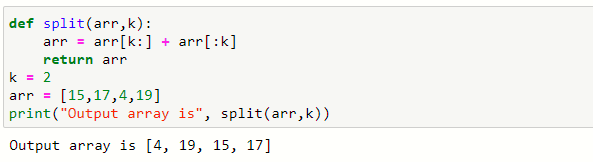 def split(arr,k):
    arr = arr[k:] + arr[:k]
    return arr
k = 2
arr = [15,17,4,19]
print("Output array is", split(arr,k))
Output array is [4, 19, 15, 17]